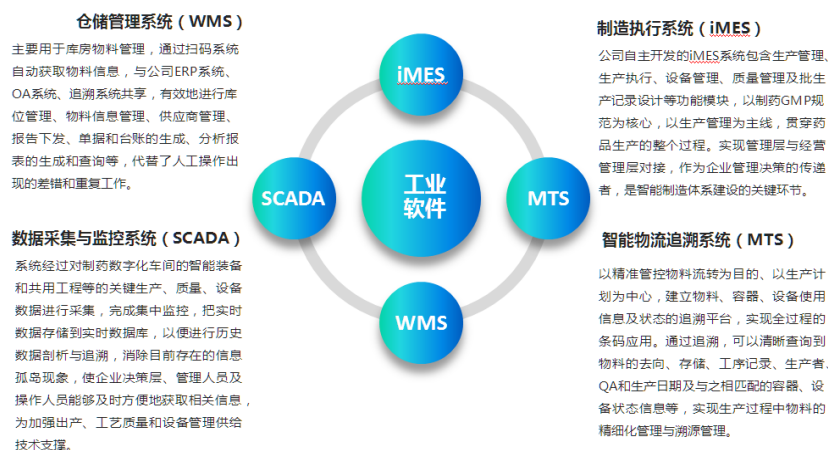 仓储管理系统（WMS）
主要用于库房物料管理，通过扫码系统
自动获取物料信息，与公司ERP系统、
OA系统、追溯系统共享，有效地进行库
位管理、物料信息管理、供应商管理、
报告下发、单据和台账的生成、分析报
表的生成和查询等，代替了人工操作出
现的差错和重复工作。
数据采集与监控系统（SCADA）
系统经过对制药数字化车间的智能装备
和共用工程等的关键生产、质量、设备
数据进行采集，完成集中监控，把实时
数据存储到实时数据库，以便进行历史
数据剖析与追溯，消除目前存在的信息
孤岛现象，使企业决策层、管理人员及
操作人员能够及时方便地获取相关信息，
为加强出产、工艺质量和设备管理供给
技术支撑。
iMES
SCADA
工业
软件
MTS
WMS
制造执行系统（iMES）
公司自主开发的iMES系统包含生产管理、
生产执行、设备管理、质量管理及批生
产记录设计等功能模块，以制药GMP规
范为核心，以生产管理为主线，贯穿药
品生产的整个过程。实现管理层与经营
管理层对接，作为企业管理决策的传递
者，是智能制造体系建设的关键环节。
智能物流追溯系统（MTS）
以精准管控物料流转为目的、以生产计
划为中心，建立物料、容器、设备使用
信息及状态的追溯平台，实现全过程的
条码应用。通过追溯，可以清晰查询到
物料的去向、存储、工序记录、生产者、
QA和生产日期及与之相匹配的容器、设
备状态信息等，实现生产过程中物料的
精细化管理与溯源管理。